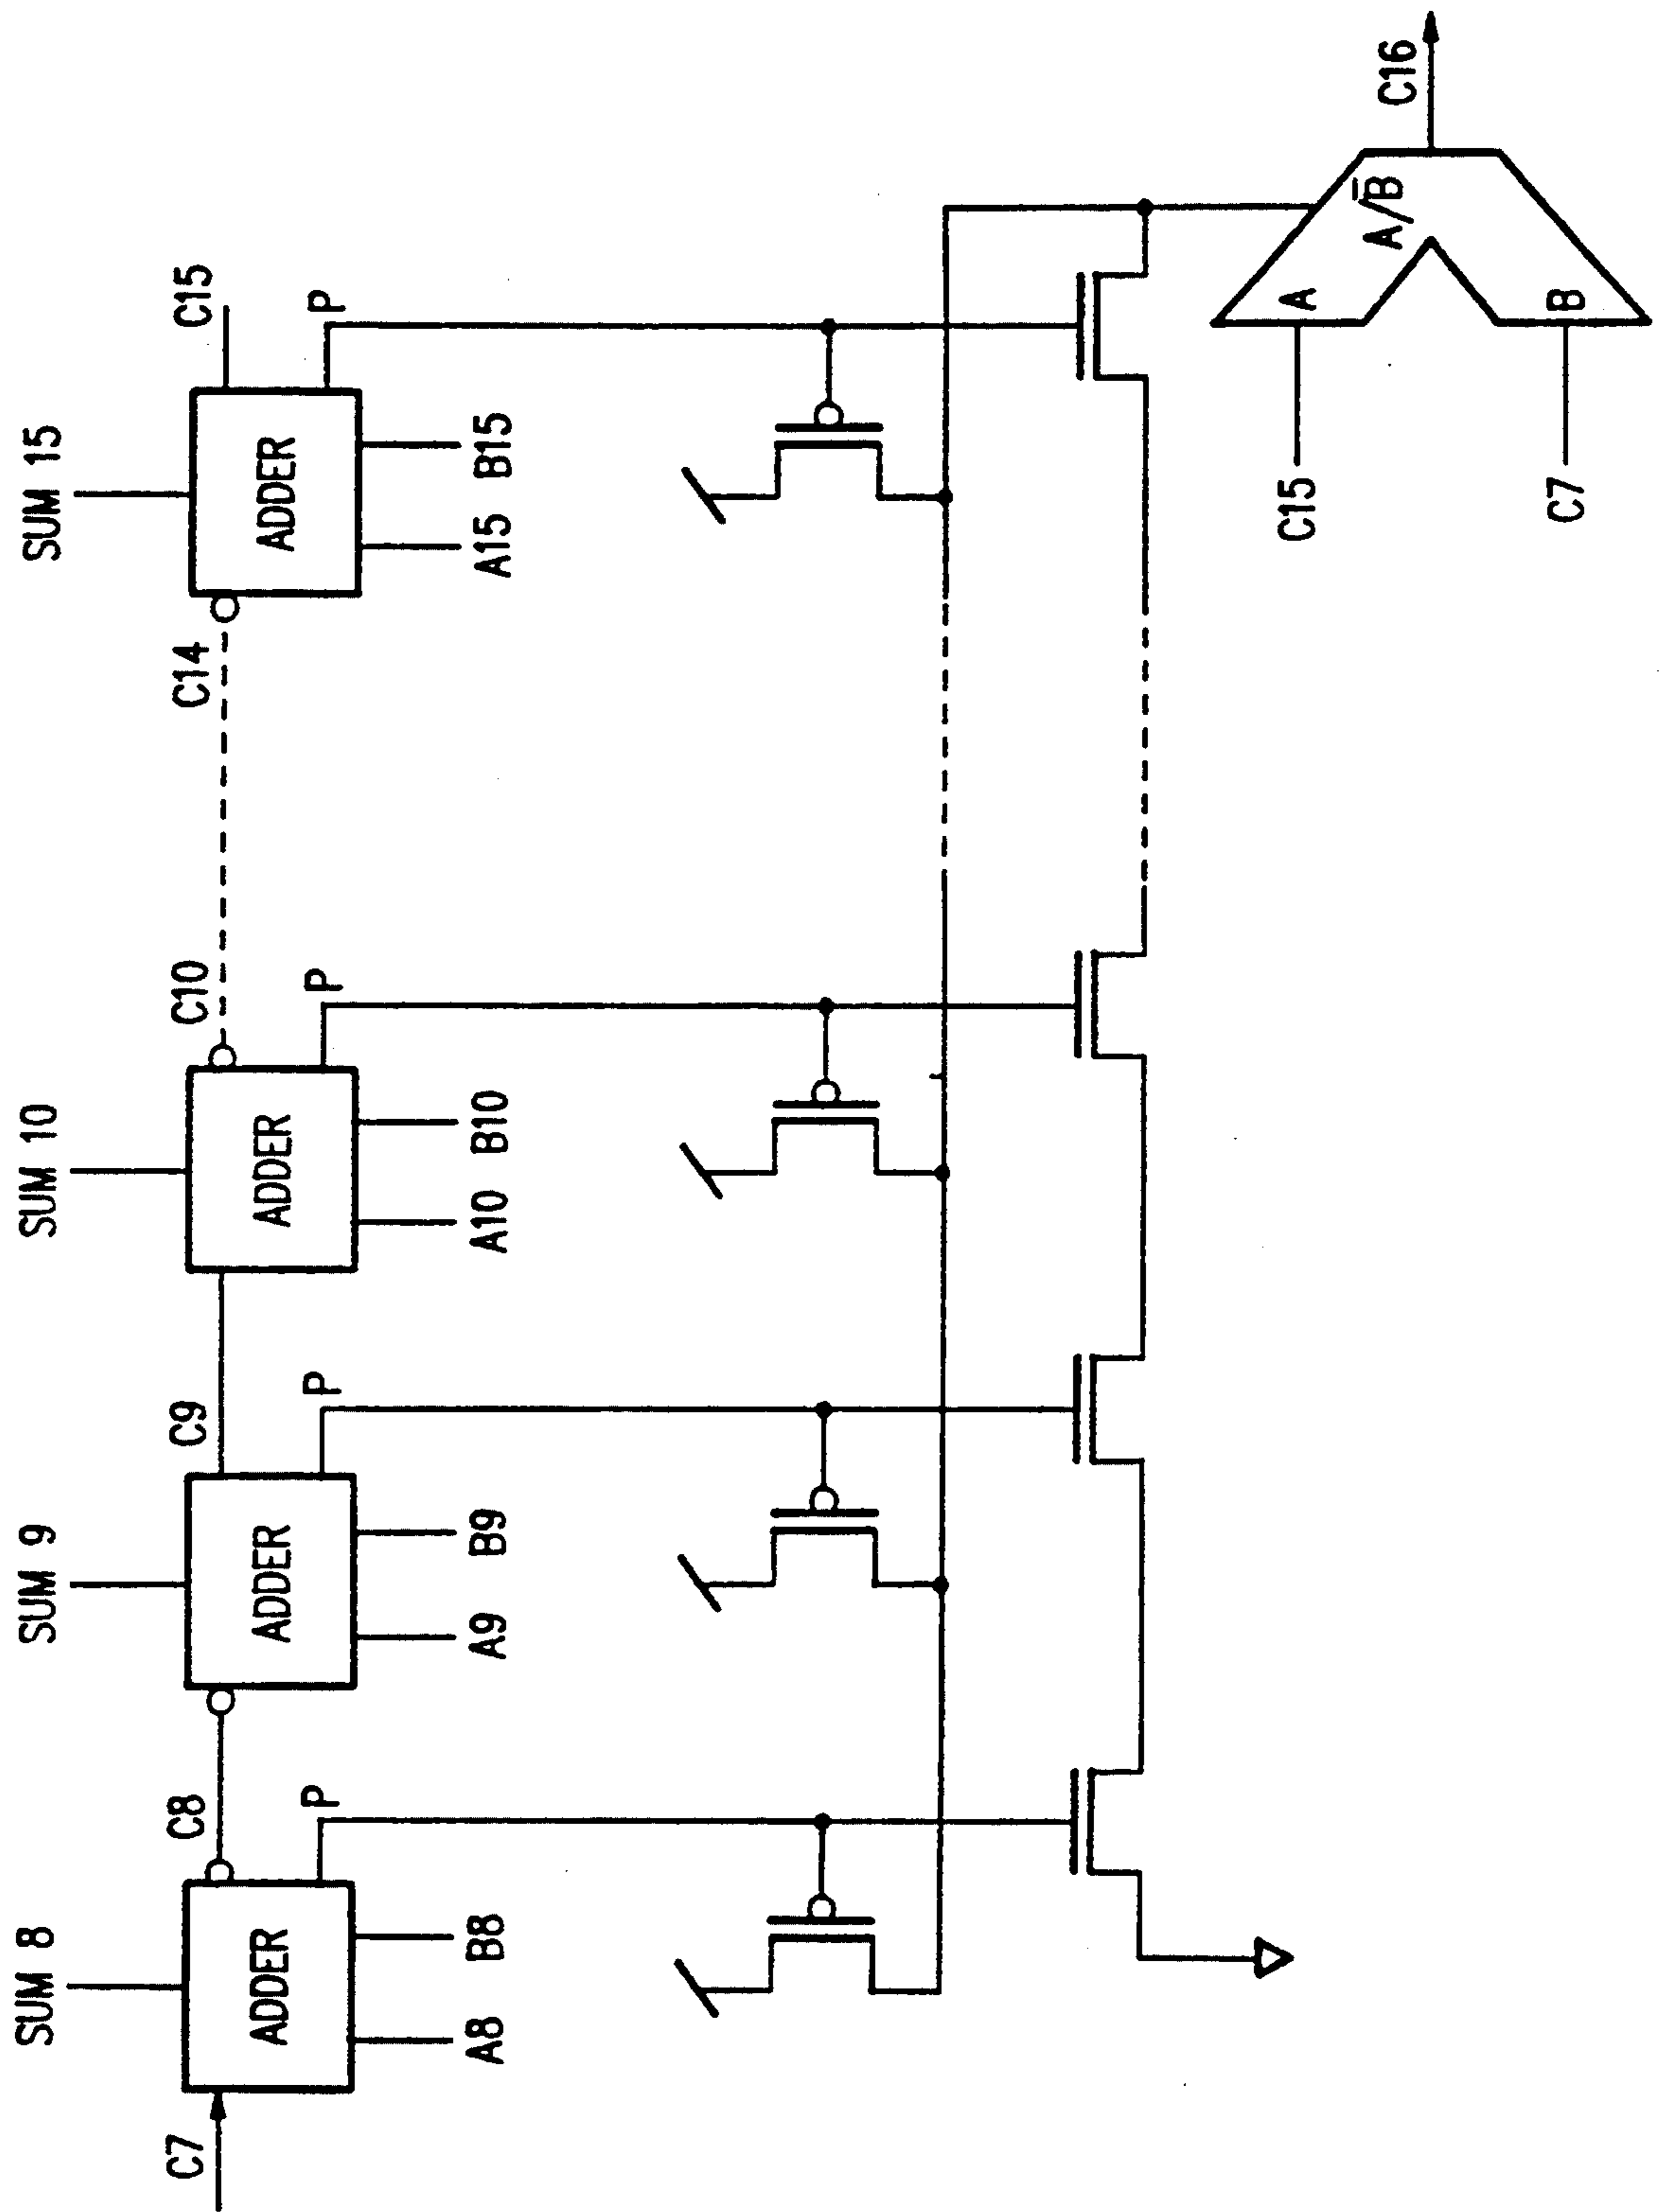 SUM 8
SUM 9
SUM 10
SUM 15
C7
C8
C9
C10
C14
C15
ADDER
ADDER
ADDER
ADDER
P
P
P
P
A8
B8
A9
B9
A10
B10
A15
B15
C15
A
A/B̅
C16
C7
B